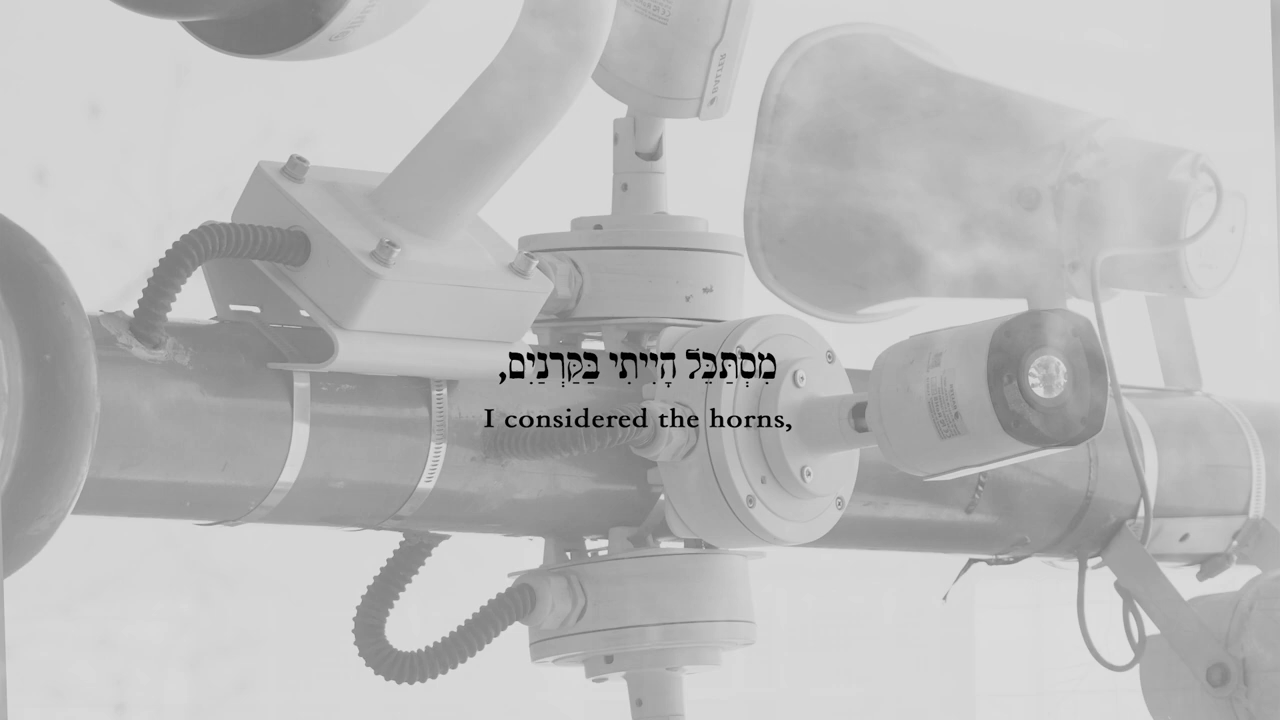 מִסְתַּכֵּל הָיִיתִי בַּקַּרְנַיִם,
I considered the horns,